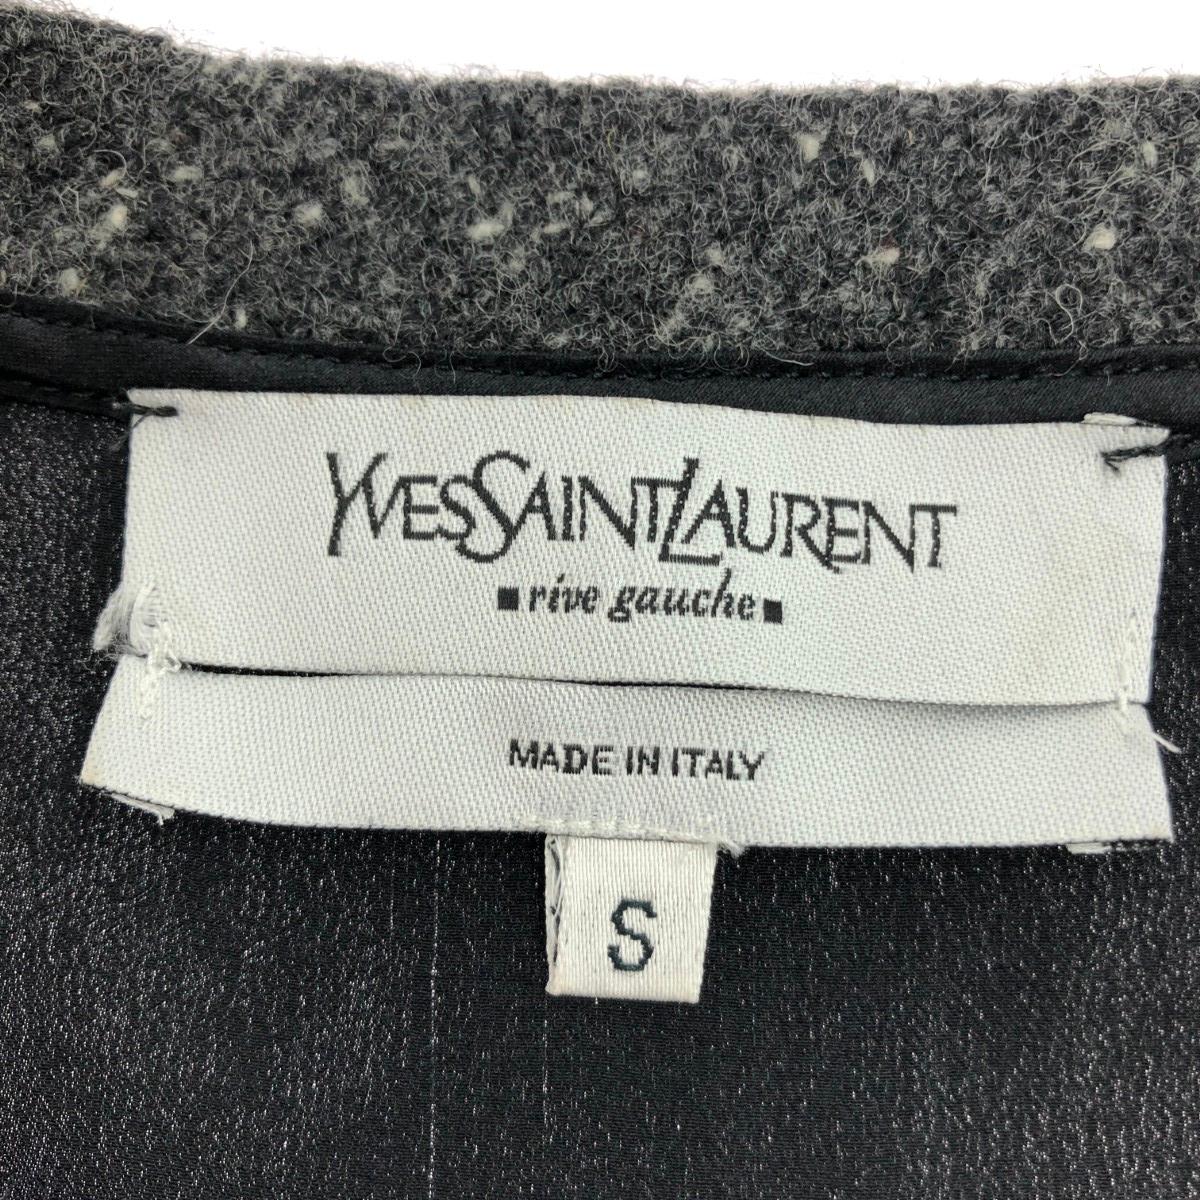 YVESSAINTLAURENT
rive gauche
MADE IN ITALY
S